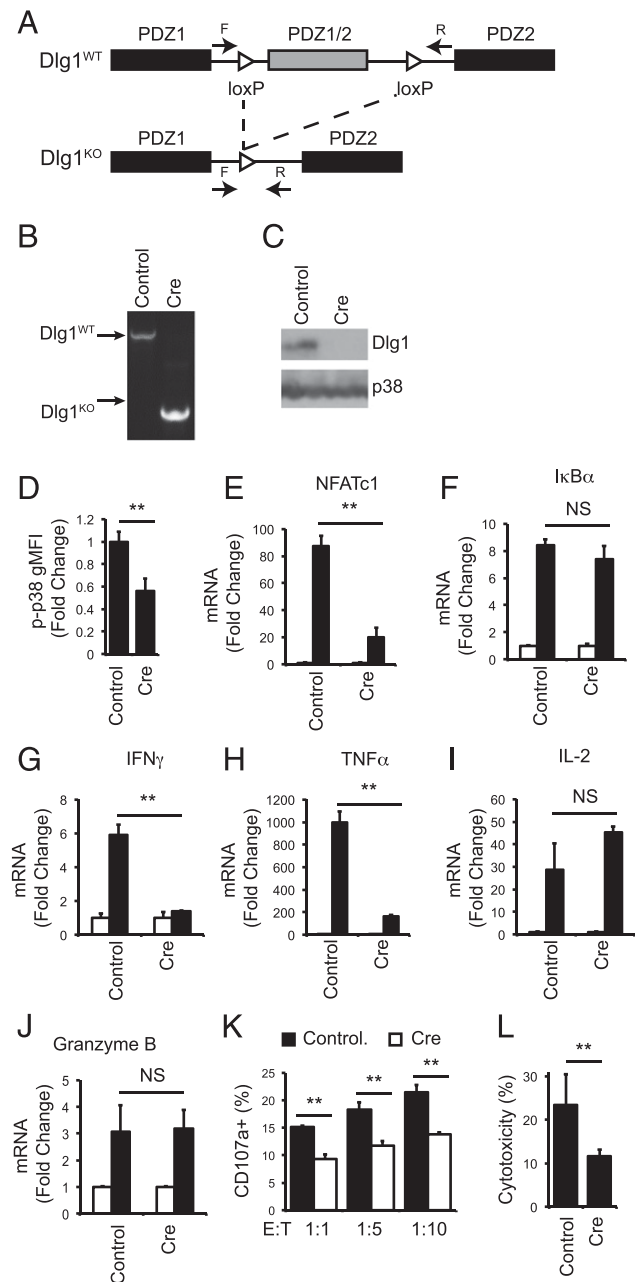 A
PDZ1 F PDZ1/2 R PDZ2
Dlg1WT
loxP .loxP
PDZ1 PDZ2
Dlg1KO
F R
B
Control
Cre
Dlg1WT
Dlg1KO
C
Control
Cre
Dlg1
p38
D
**
p-p38 gMFI
(Fold Change)
1.2
1
0.8
0.6
0.4
0.2
0
Control
Cre
E
NFATc1
**
mRNA
(Fold Change)
100
80
60
40
20
0
Control
Cre
F
IκBα
NS
mRNA
(Fold Change)
10
8
6
4
2
0
Control
Cre
G
IFNγ
**
mRNA
(Fold Change)
8
6
4
2
0
Control
Cre
H
TNFα
**
mRNA
(Fold Change)
1200
1000
800
600
400
200
0
Control
Cre
I
IL-2
NS
mRNA
(Fold Change)
60
50
40
30
20
10
0
Control
Cre
J
Granzyme B
NS
mRNA
(Fold Change)
5
4
3
2
1
0
Control
Cre
K
Control. Cre
** ** **
CD107a+ (%)
25
20
15
10
5
0
E:T 1:1 1:5 1:10
L
**
Cytotoxicity (%)
30
20
10
0
Control
Cre